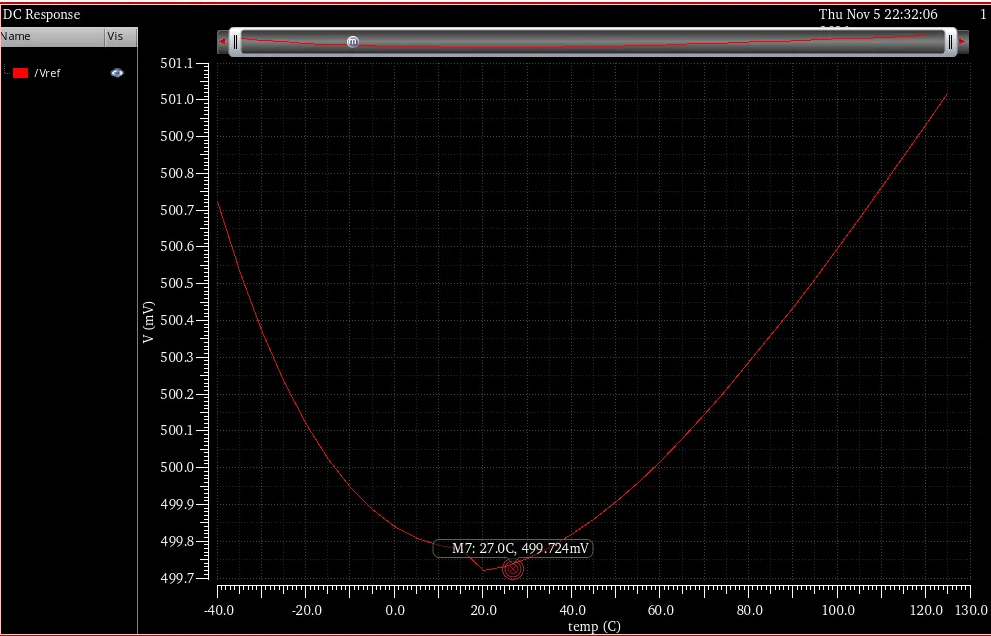 DC Response
Thu Nov 5 22:32:06
1
Name
Vis
/Vref
m
501.1
501.0
500.9
500.8
500.7
500.6
500.5
500.4
500.3
500.2
500.1
500.0
499.9
499.8
499.7
V (mV)
M7: 27.0C, 499.724mV
-40.0 -20.0 0.0 20.0 40.0 60.0 80.0 100.0 120.0 130.0
temp (C)